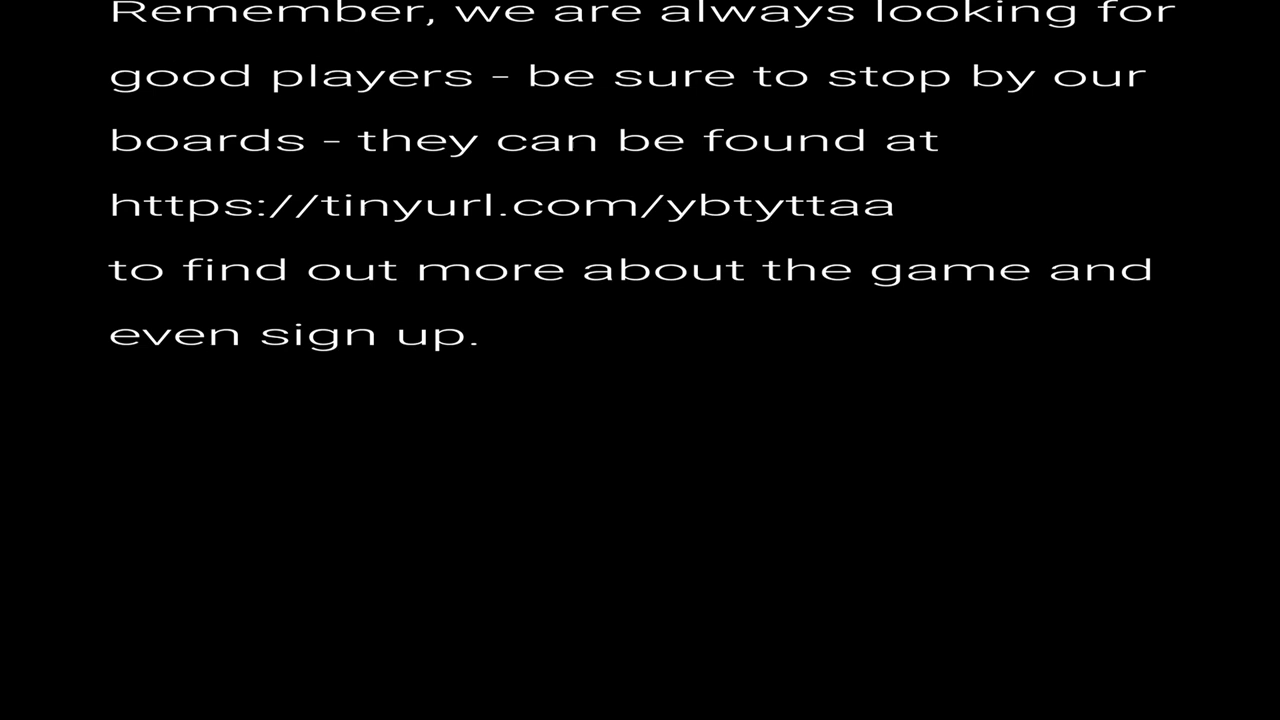 Remember, we are always looking for
good players - be sure to stop by our
boards - they can be found at
https://tinyurl.com/ybtyttaa
to find out more about the game and
even sign up.